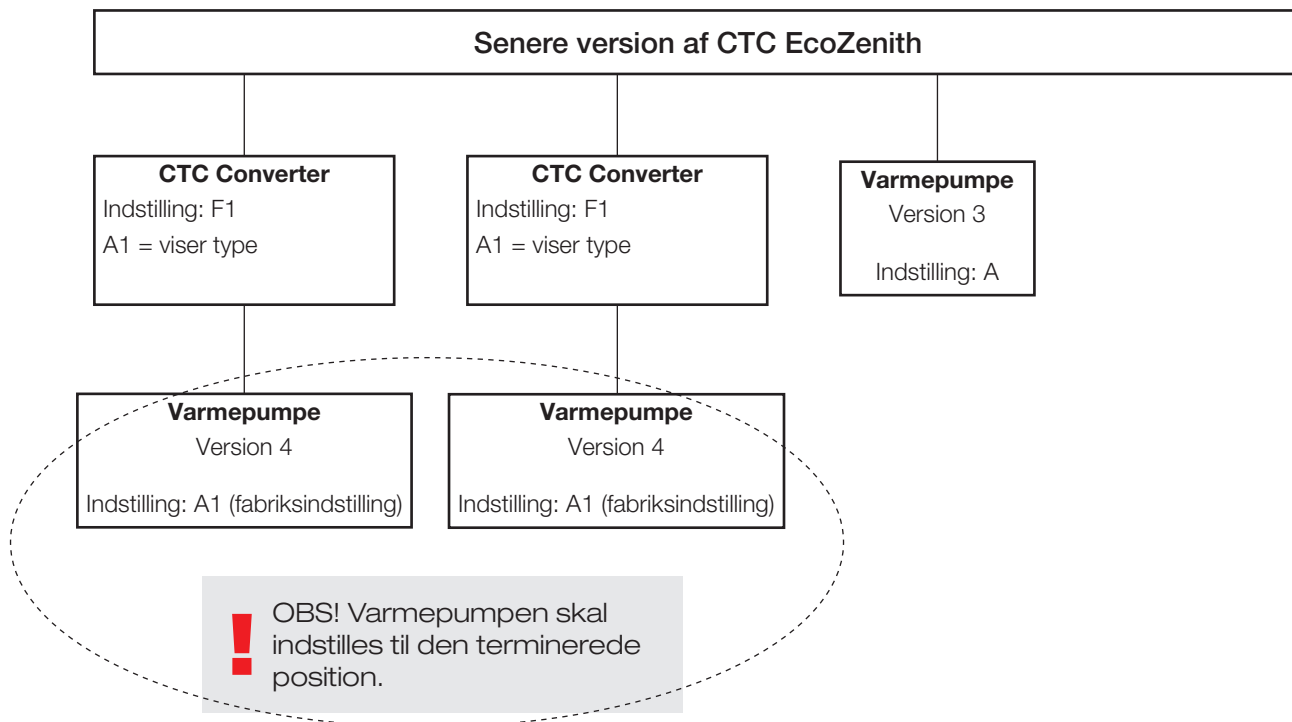 Senere version af CTC EcoZenith
CTC Converter
Indstilling: F1
A1 = viser type
CTC Converter
Indstilling: F1
A1 = viser type
Varmepumpe
Version 3
Indstilling: A
Varmepumpe
Version 4
Indstilling: A1 (fabriksindstilling)
Varmepumpe
Version 4
Indstilling: A1 (fabriksindstilling)
! OBS! Varmepumpen skal
indstilles til den terminerede
position.